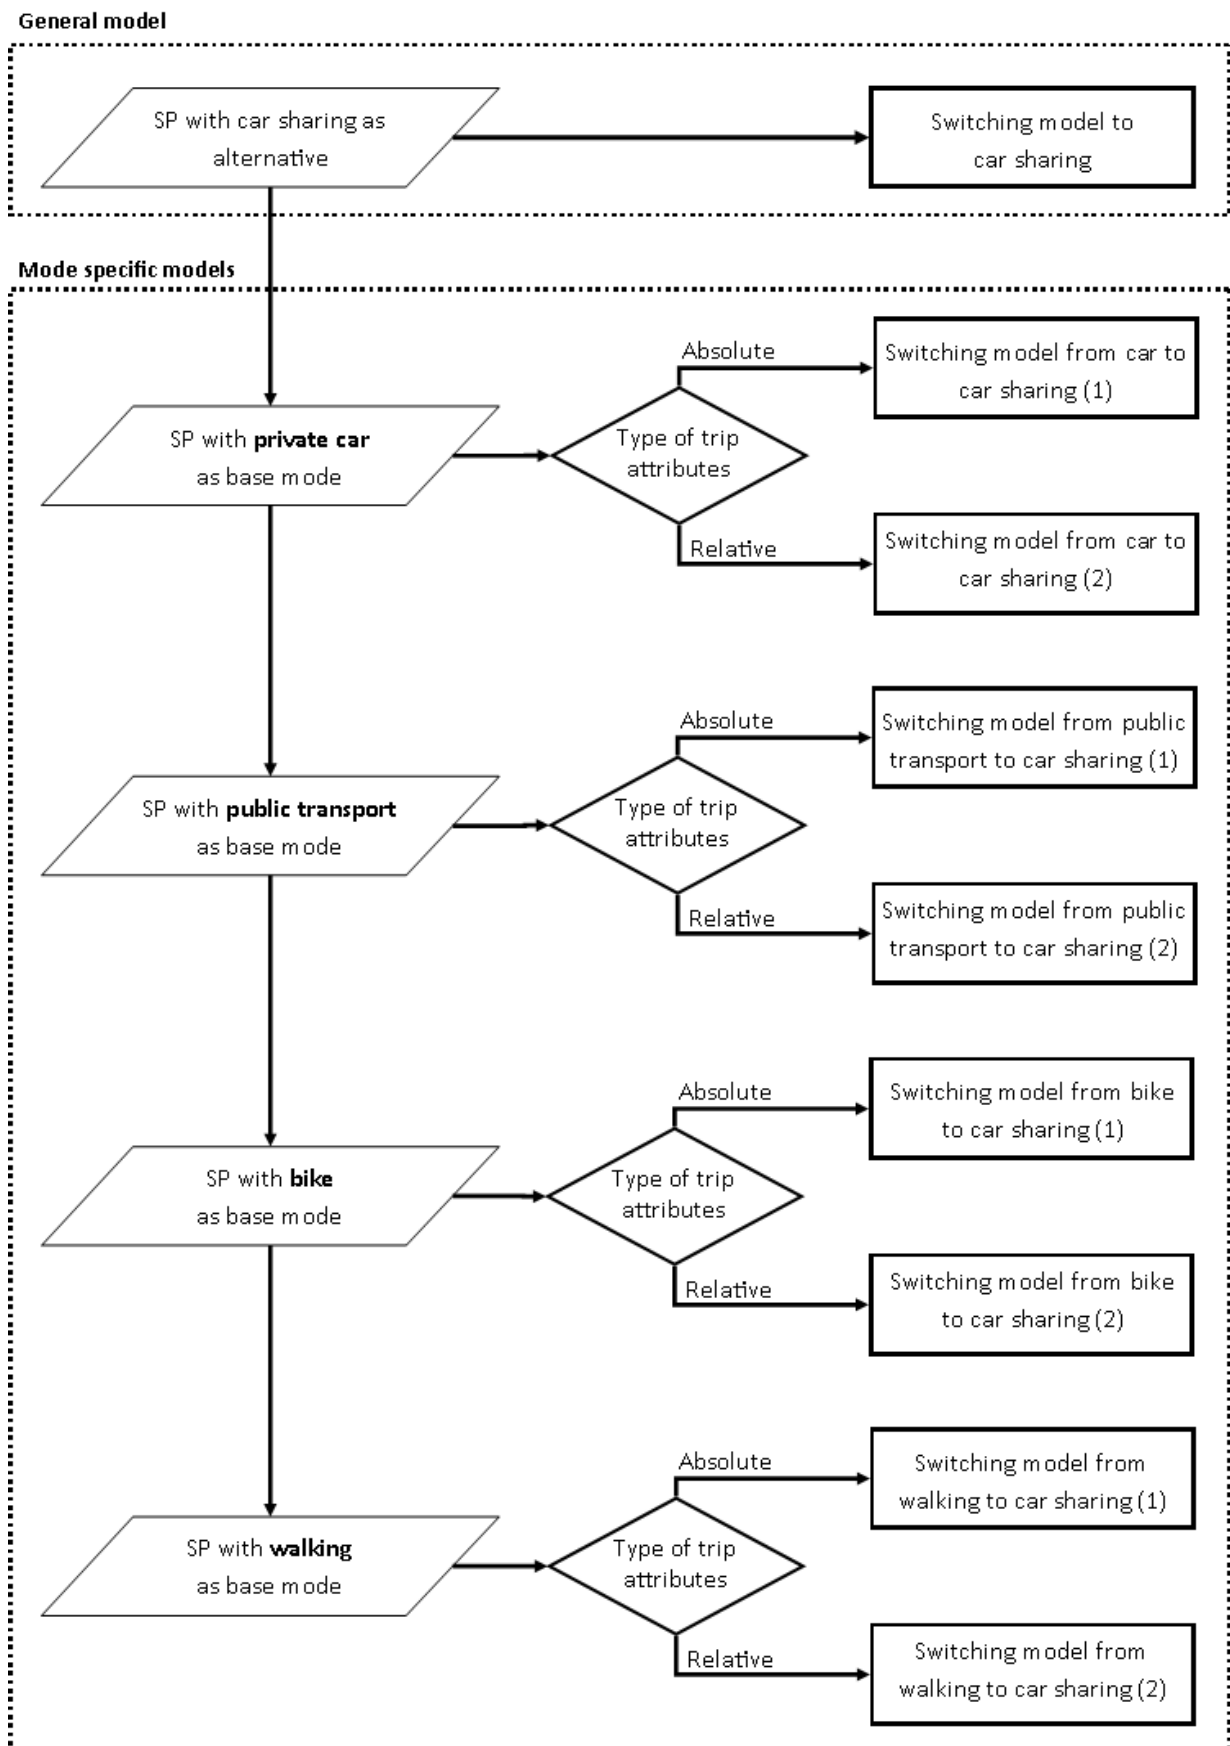 General model
SP with car sharing as
alternative
Switching model to
car sharing
Mode specific models
Absolute
Switching model from car to
car sharing (1)
SP with private car
as base mode
Type of trip
attributes
Relative
Switching model from car to
car sharing (2)
Absolute
Switching model from public
transport to car sharing (1)
SP with public transport
as base mode
Type of trip
attributes
Relative
Switching model from public
transport to car sharing (2)
Absolute
Switching model from bike
to car sharing (1)
SP with bike
as base mode
Type of trip
attributes
Relative
Switching model from bike
to car sharing (2)
Absolute
Switching model from
walking to car sharing (1)
SP with walking
as base mode
Type of trip
attributes
Relative
Switching model from
walking to car sharing (2)